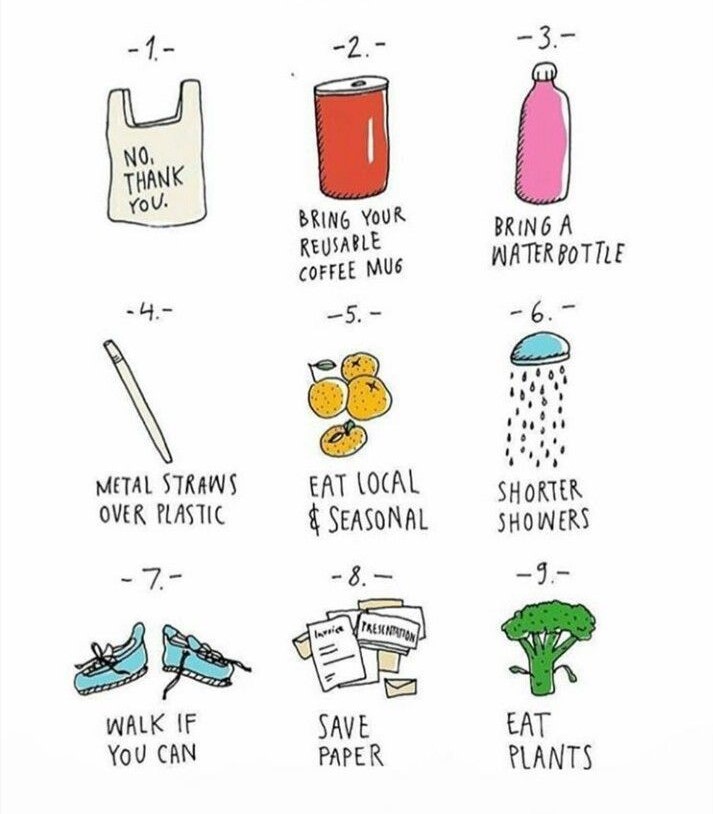 -1.-
NO,
THANK
YOU.
-2.-
BRING YOUR
REUSABLE
COFFEE MUG
-3.-
BRING A
WATER BOTTLE
-4.-
METAL STRAWS
OVER PLASTIC
-5.-
EAT LOCAL
& SEASONAL
-6.-
SHORTER
SHOWERS
-7.-
WALK IF
YOU CAN
-8.-
Invoice
PRESENTATION
SAVE
PAPER
-9.-
EAT
PLANTS